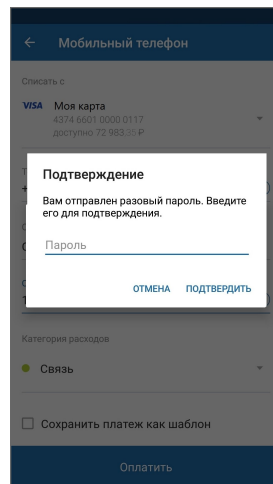 ← Мобильный телефон
Списать с
VISA Моя карта
4374 6601 0000 0117
доступно 72 983.35 ₽
Подтверждение
Вам отправлен разовый пароль. Введите
его для подтверждения.
Пароль
ОТМЕНА ПОДТВЕРДИТЬ
Категория расходов
Связь
Сохранить платеж как шаблон
Оплатить